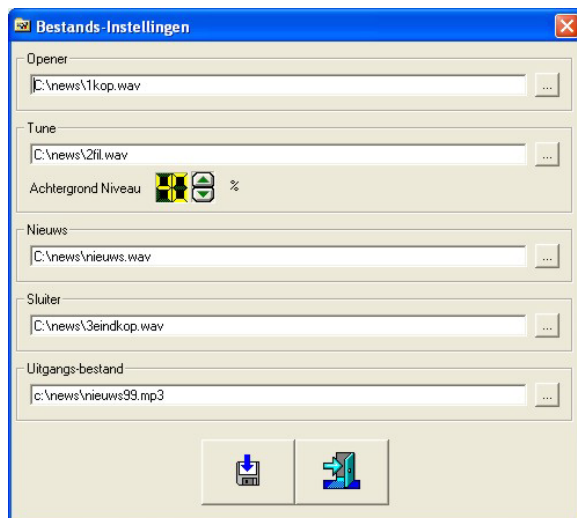 Bestands-Instellingen
Opener
C:\news\1kop.wav
...
Tune
C:\news\2fil.wav
...
Achtergrond Niveau
%
Nieuws
C:\news\nieuws.wav
...
Sluiter
C:\news\3eindkop.wav
...
Uitgangs-bestand
c:\news\nieuws99.mp3
...